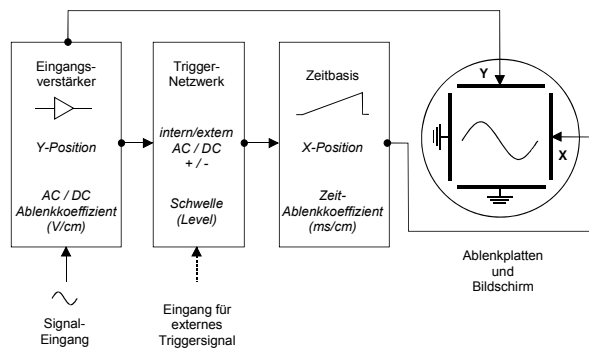 Eingangs-
verstärker
Y-Position
AC / DC
Ablenkkoeffizient
(V/cm)
Signal-
Eingang
Trigger-
Netzwerk
intern/extern
AC / DC
+ / -
Schwelle
(Level)
Eingang für
externes
Triggersignal
Zeitbasis
X-Position
Zeit-
Ablenkkoeffizient
(ms/cm)
Y
X
Ablenkplatten
und
Bildschirm